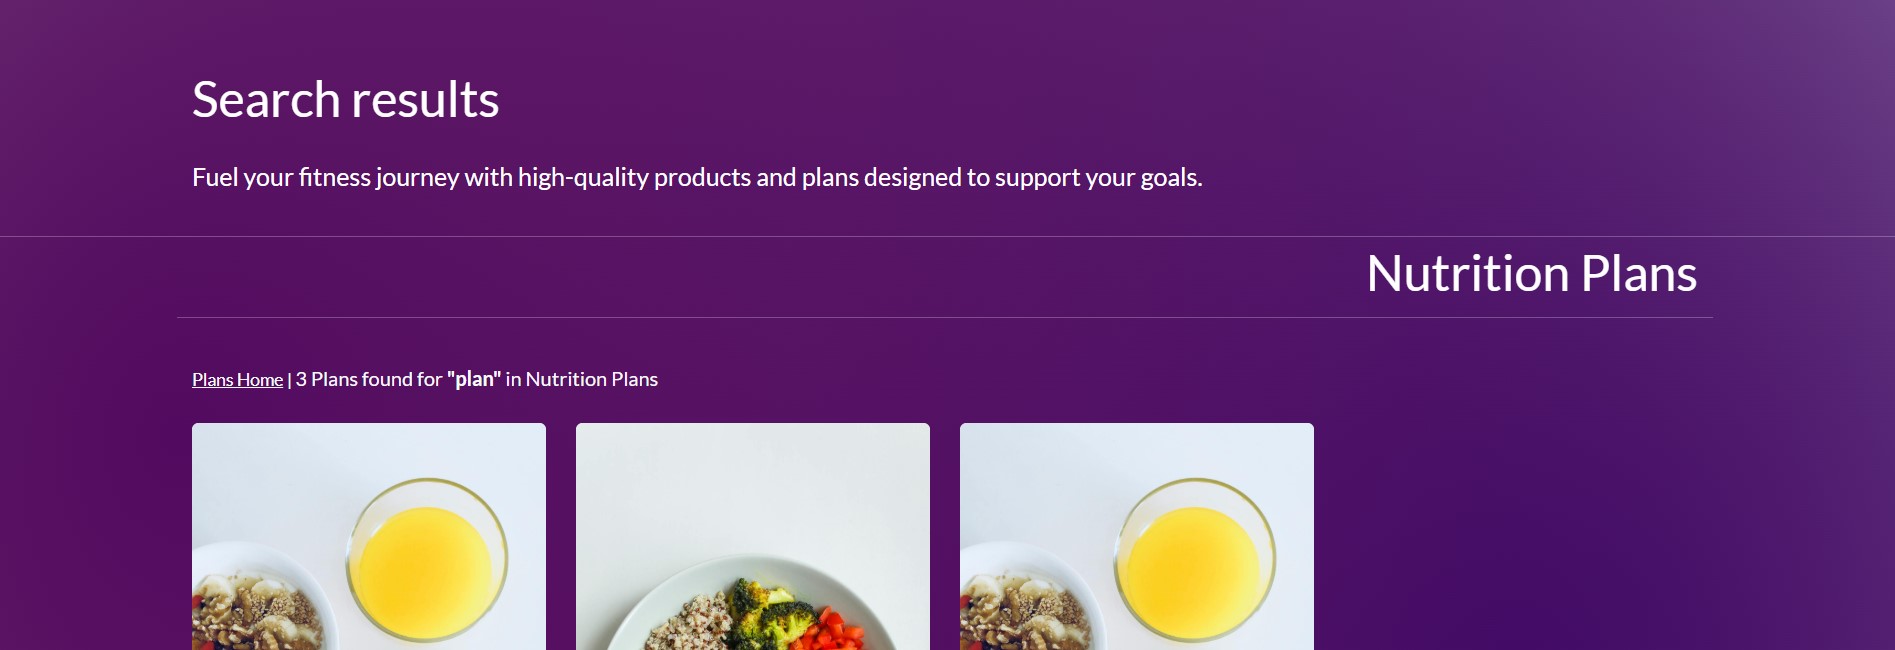 Search results
Fuel your fitness journey with high-quality products and plans designed to support your goals.
Nutrition Plans
Plans Home | 3 Plans found for "plan" in Nutrition Plans